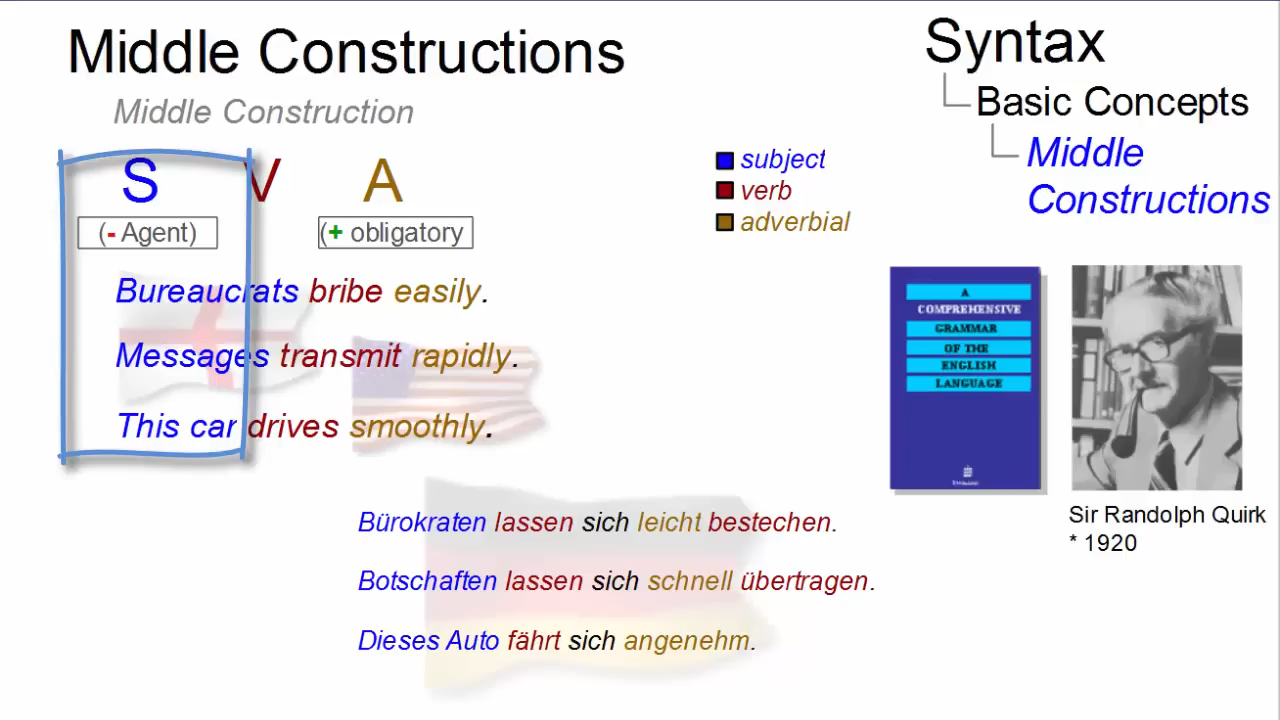 Middle Constructions
Middle Construction
S V A
(- Agent) (+ obligatory
Bureaucrats bribe easily.
Messages transmit rapidly.
This car drives smoothly.
Bürokraten lassen sich leicht bestechen.
Botschaften lassen sich schnell übertragen.
Dieses Auto fährt sich angenehm.
subject
verb
adverbial
Syntax
Basic Concepts
Middle
Constructions
A
COMPREHENSIVE
GRAMMAR
OF THE
ENGLISH
LANGUAGE
Sir Randolph Quirk
* 1920